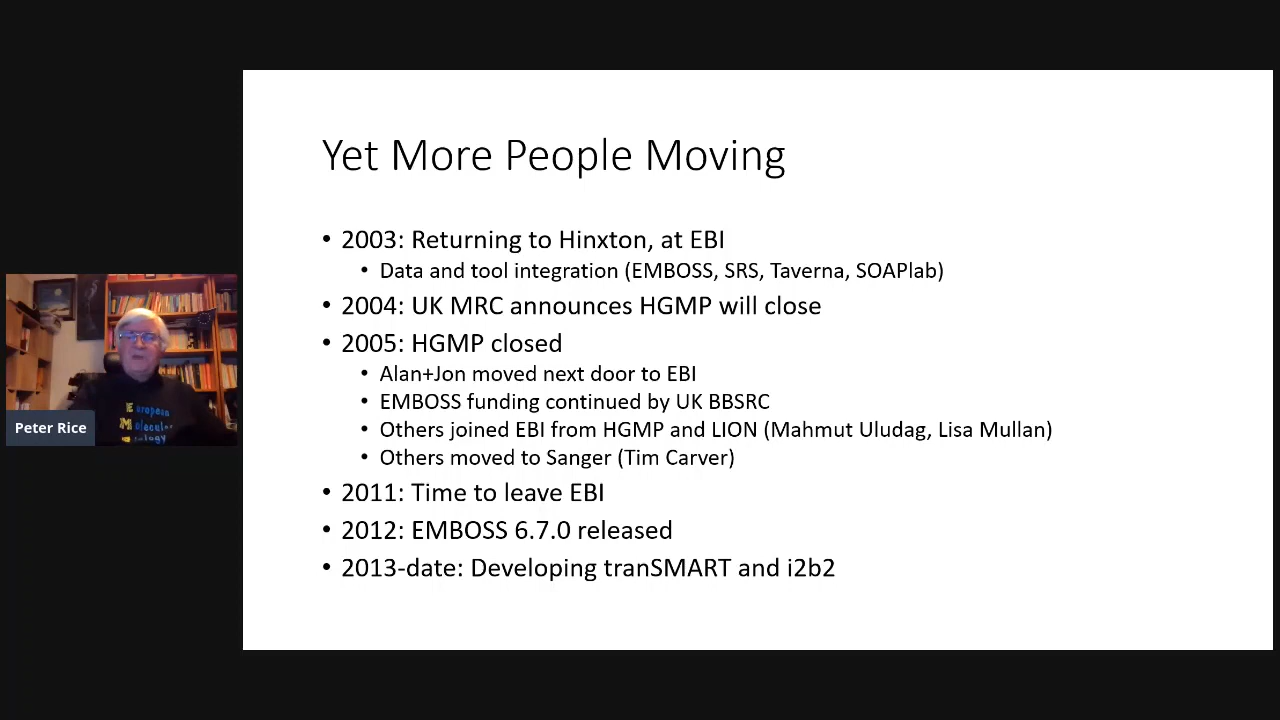 Yet More People Moving
• 2003: Returning to Hinxton, at EBI
• Data and tool integration (EMBOSS, SRS, Taverna, SOAPlab)
• 2004: UK MRC announces HGMP will close
• 2005: HGMP closed
• Alan+Jon moved next door to EBI
• EMBOSS funding continued by UK BBSRC
• Others joined EBI from HGMP and LION (Mahmut Uludag, Lisa Mullan)
• Others moved to Sanger (Tim Carver)
• 2011: Time to leave EBI
• 2012: EMBOSS 6.7.0 released
• 2013-date: Developing tranSMART and i2b2
European
Molecular
Peter Rice